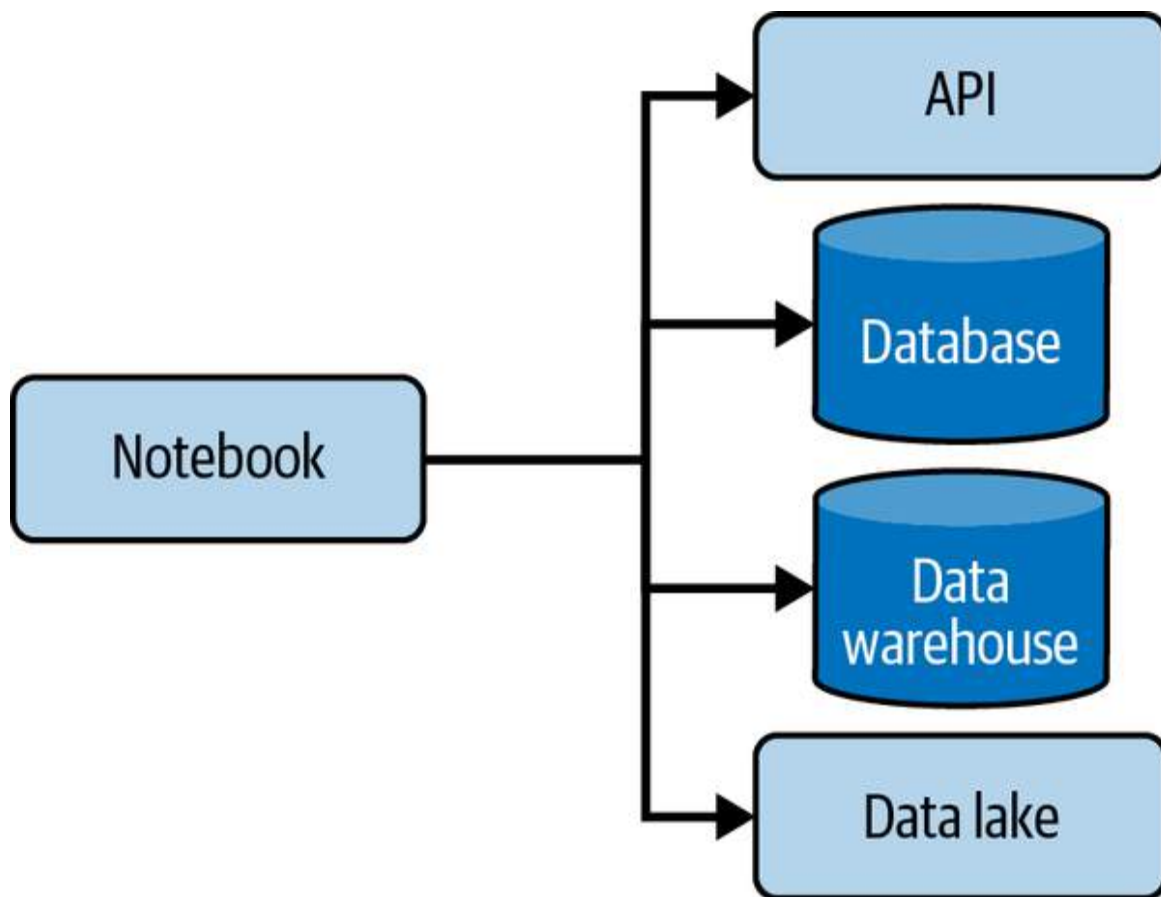 API
Database
Notebook
Data
warehouse
Data lake